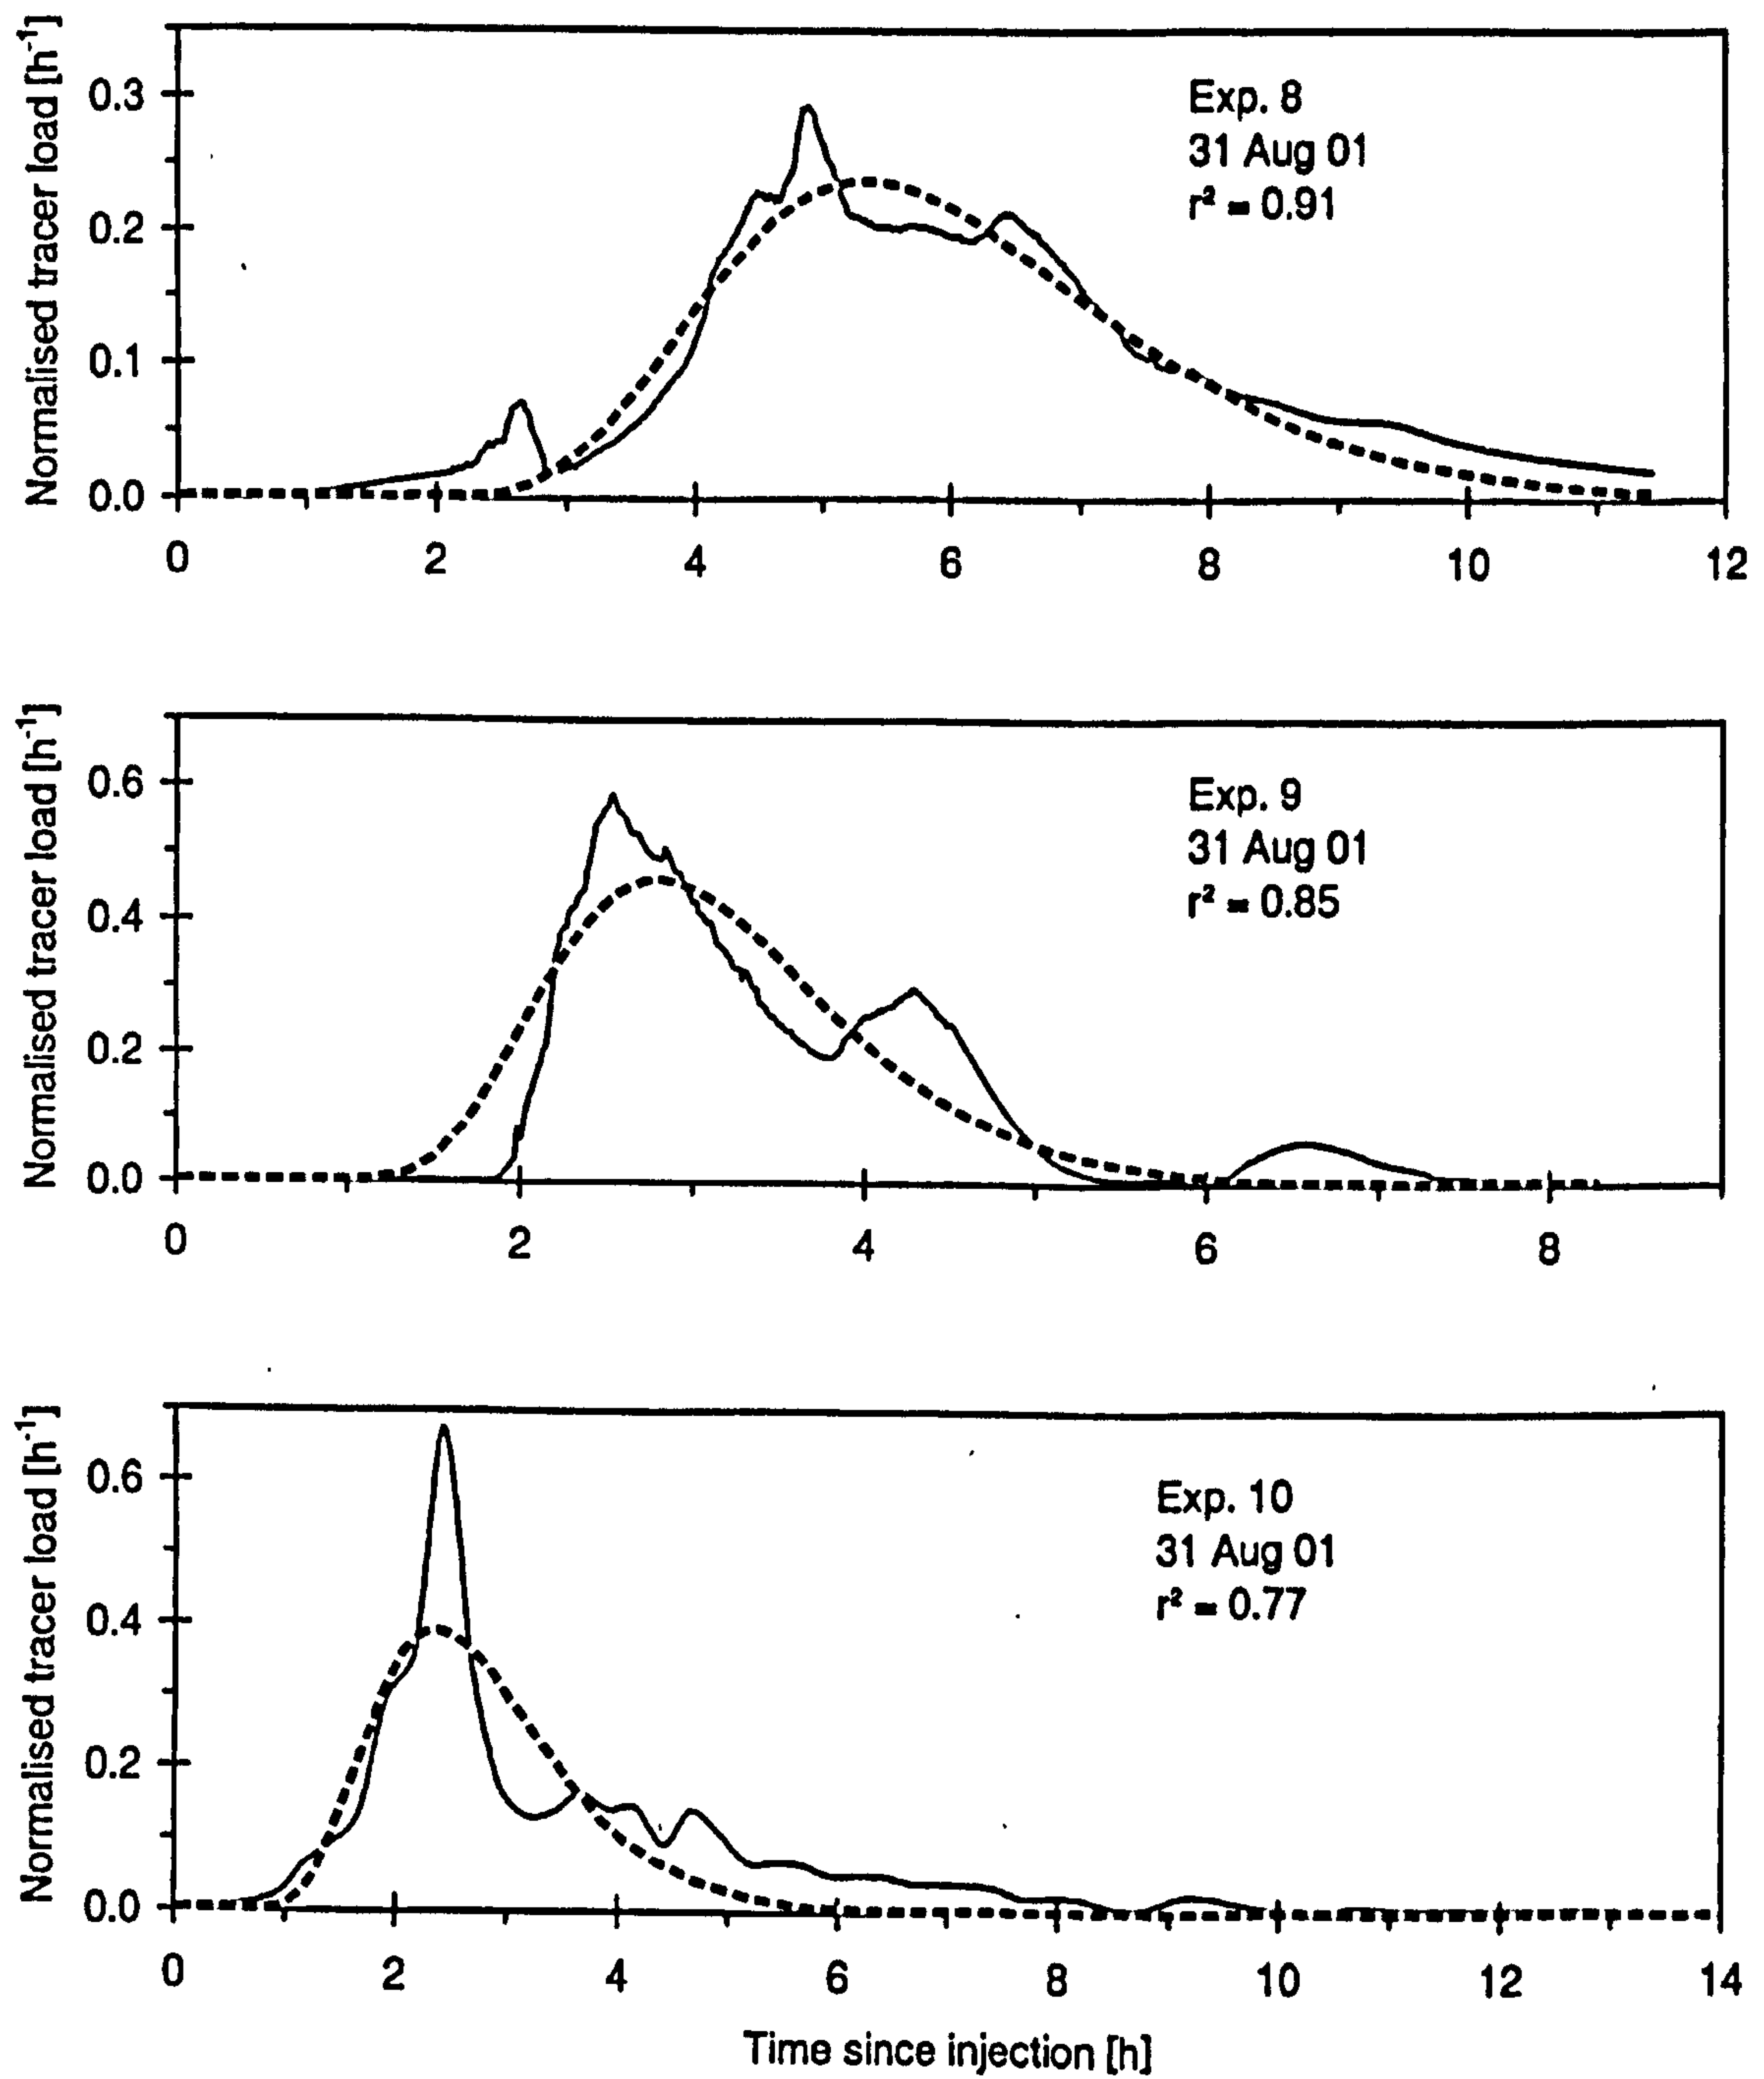 Normalised tracer load [h⁻¹]
0.3
0.2
0.1
0.0
Exp. 8
31 Aug 01
r² = 0.91
0 2 4 6 8 10 12
Normalised tracer load [h⁻¹]
0.6
0.4
0.2
0.0
Exp. 9
31 Aug 01
r² = 0.85
0 2 4 6 8
Normalised tracer load [h⁻¹]
0.6
0.4
0.2
0.0
Exp. 10
31 Aug 01
r² = 0.77
0 2 4 6 8 10 12 14
Time since injection [h]